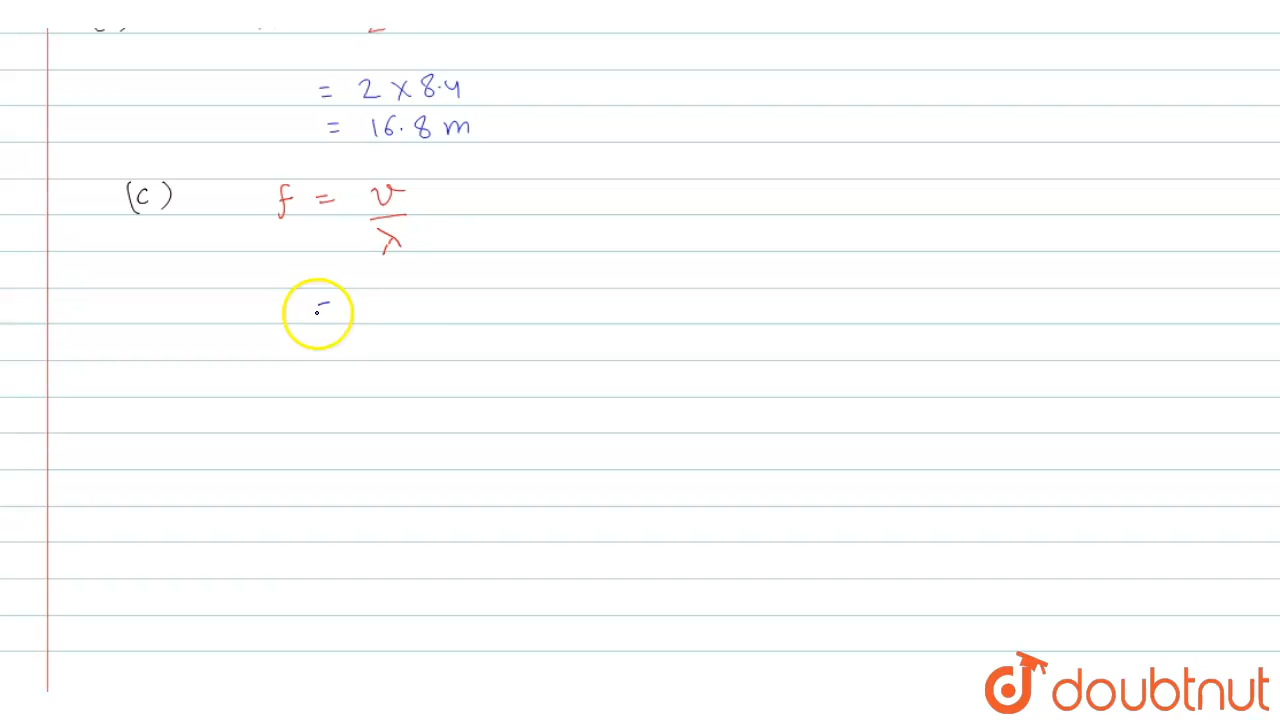 = 2 × 8.4
= 16.8 m
(c) f = v/λ
=
doubtnut